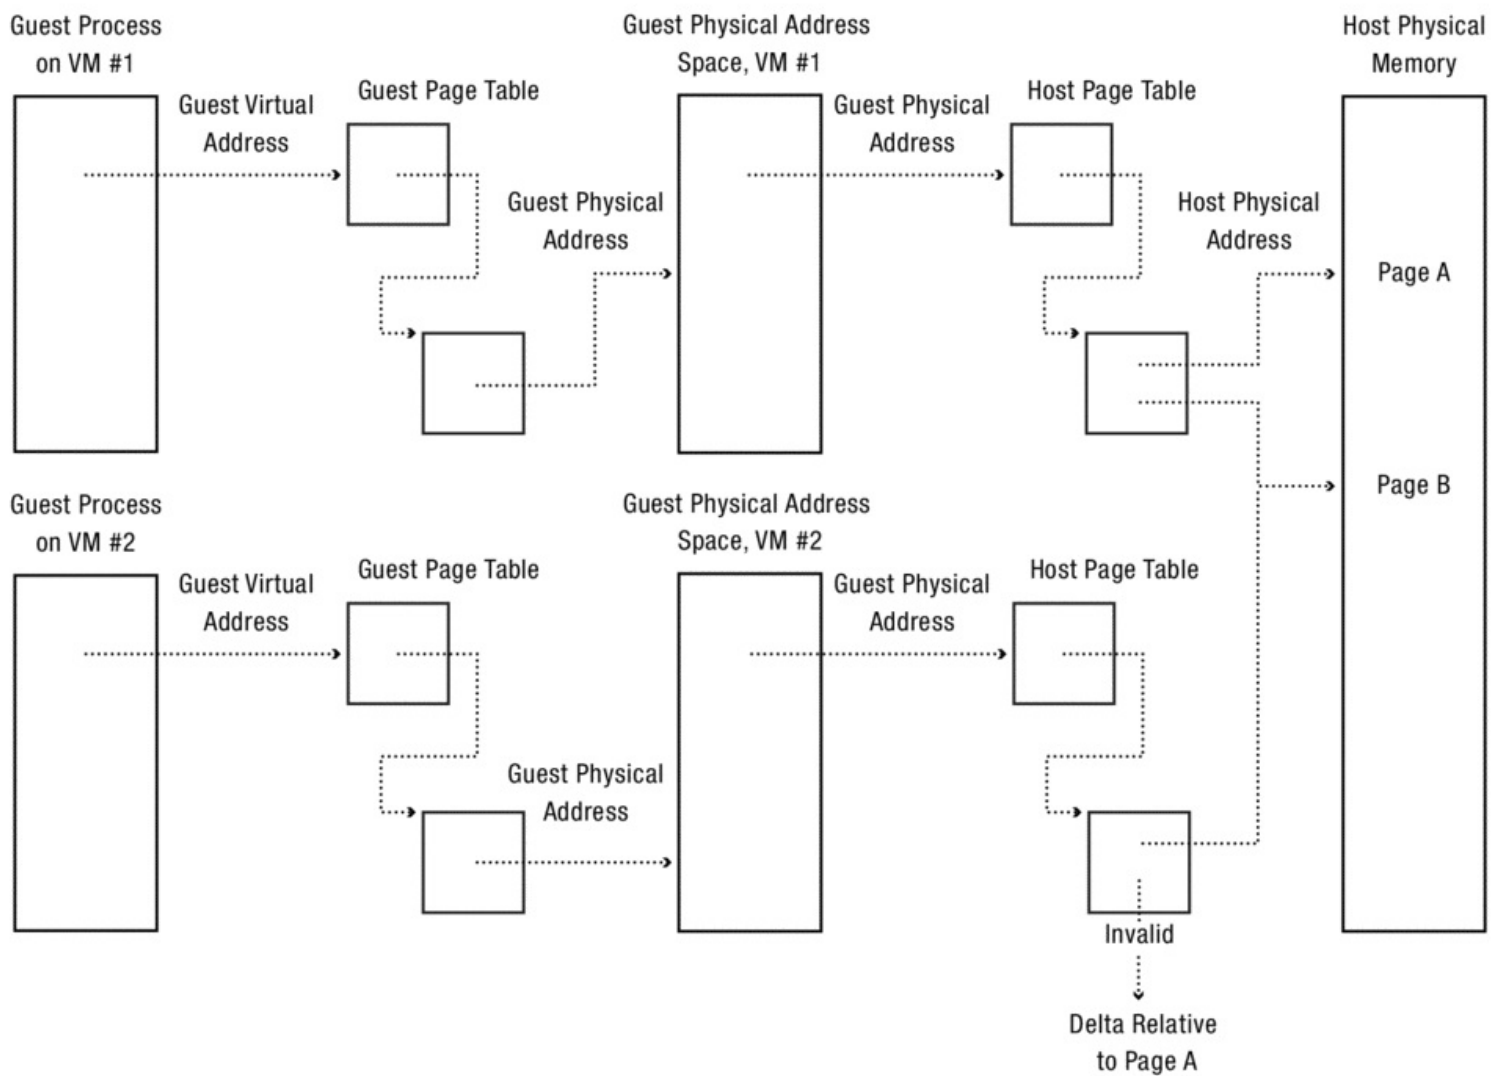 Guest Process
on VM #1
Guest Virtual
Address
Guest Page Table
Guest Physical
Address
Guest Physical Address
Space, VM #1
Guest Physical
Address
Host Page Table
Host Physical
Address
Host Physical
Memory
Page A
Page B
Guest Process
on VM #2
Guest Virtual
Address
Guest Page Table
Guest Physical
Address
Guest Physical Address
Space, VM #2
Guest Physical
Address
Host Page Table
Invalid
Delta Relative
to Page A